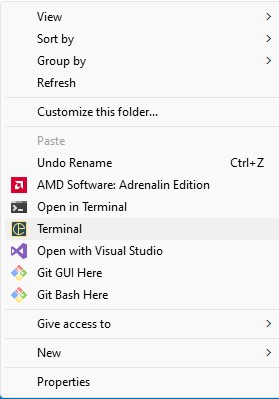 View
Sort by
Group by
Refresh
Customize this folder...
Paste
Undo Rename Ctrl+Z
AMD Software: Adrenalin Edition
Open in Terminal
Terminal
Open with Visual Studio
Git GUI Here
Git Bash Here
Give access to
New
Properties